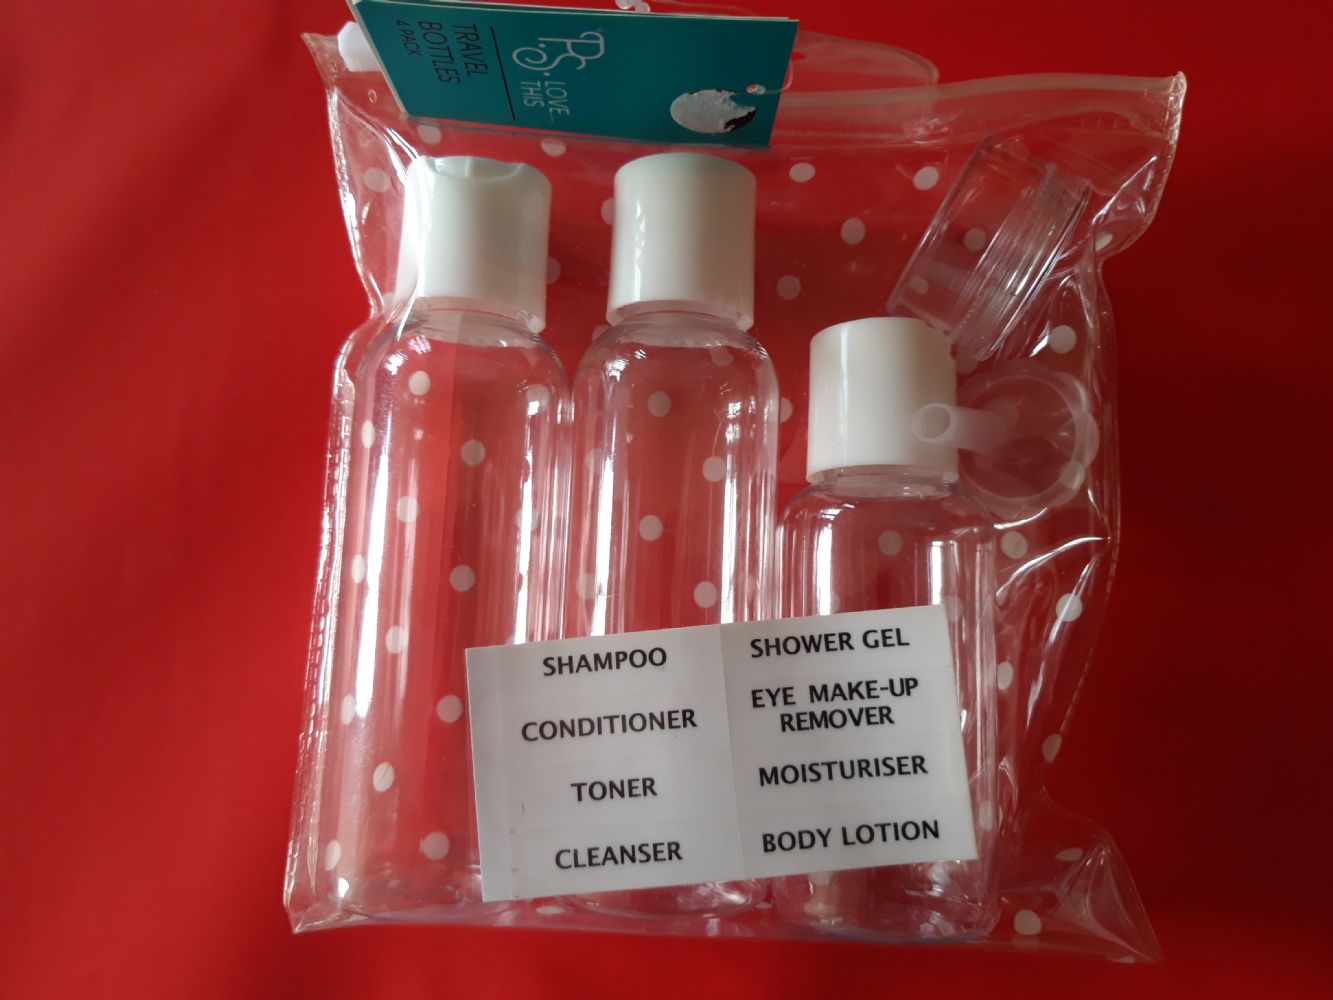 P.S.
LOVE...
THIS
TRAVEL
BOTTLES
4 PACK
SHAMPOO
CONDITIONER
TONER
CLEANSER
SHOWER GEL
EYE MAKE-UP
REMOVER
MOISTURISER
BODY LOTION